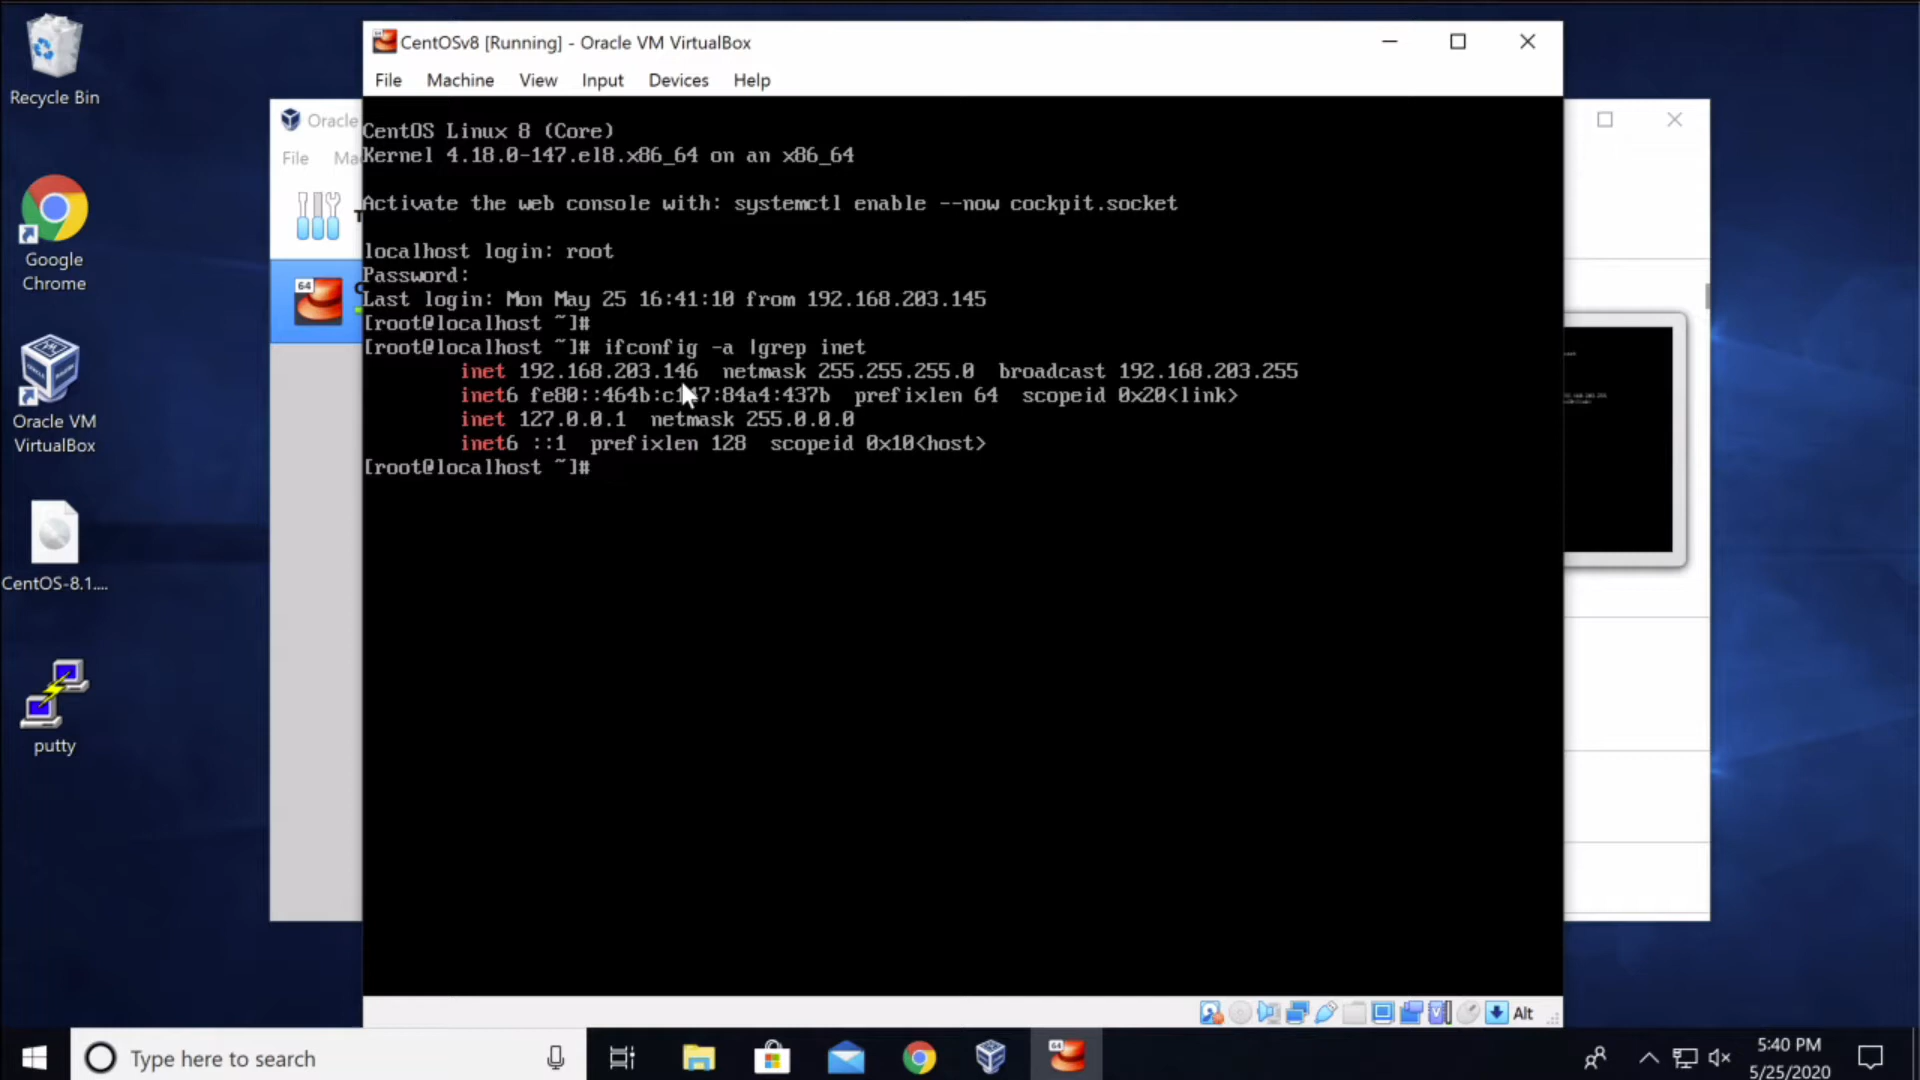 Recycle Bin
Google
Chrome
Oracle VM
VirtualBox
CentOS-8.1....
putty
Oracle
File
CentOSv8 [Running] - Oracle VM VirtualBox
File Machine View Input Devices Help
CentOS Linux 8 (Core)
Kernel 4.18.0-147.el8.x86_64 on an x86_64
Activate the web console with: systemctl enable --now cockpit.socket
localhost login: root
Password:
Last login: Mon May 25 16:41:10 from 192.168.203.145
[root@localhost ~]#
[root@localhost ~]# ifconfig -a |grep inet
inet 192.168.203.146 netmask 255.255.255.0 broadcast 192.168.203.255
inet6 prefixlen 64 scopeid 0x20<link>
inet 127.0.0.1 netmask 255.0.0.0
inet6 ::1 prefixlen 128 scopeid 0x10<host>
[root@localhost ~]#
Alt
Type here to search
5:40 PM
5/25/2020
64
64